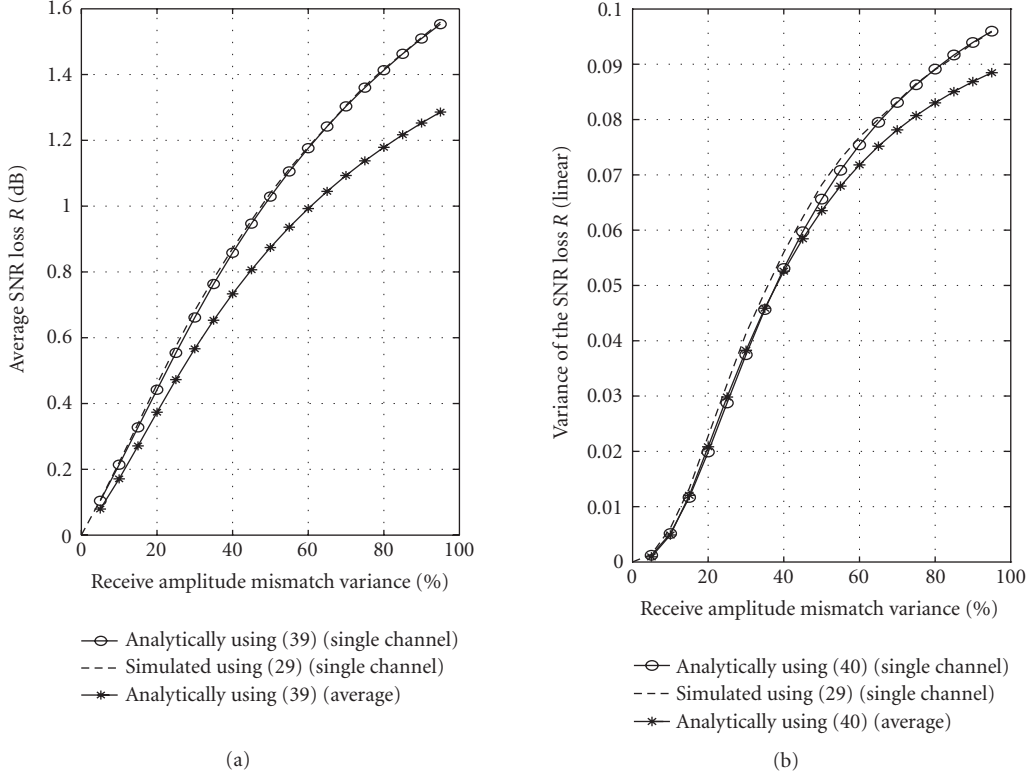 1.6
1.4
1.2
1
0.8
0.6
0.4
0.2
0
Average SNR loss R (dB)
0 20 40 60 80 100
Receive amplitude mismatch variance (%)
Analytically using (39) (single channel)
Simulated using (29) (single channel)
Analytically using (39) (average)
(a)
0.1
0.09
0.08
0.07
0.06
0.05
0.04
0.03
0.02
0.01
0
Variance of the SNR loss R (linear)
0 20 40 60 80 100
Receive amplitude mismatch variance (%)
Analytically using (40) (single channel)
Simulated using (29) (single channel)
Analytically using (40) (average)
(b)